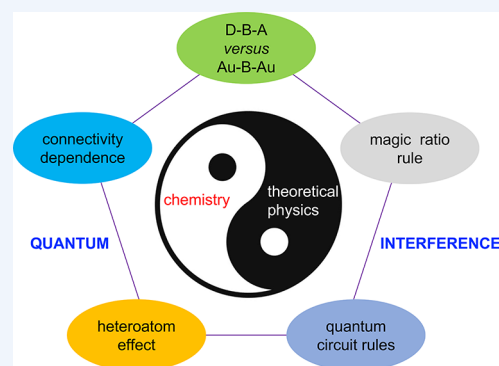 D-B-A
versus
Au-B-Au
connectivity
dependence
magic ratio
rule
chemistry
theoretical
physics
QUANTUM
INTERFERENCE
heteroatom
effect
quantum
circuit rules